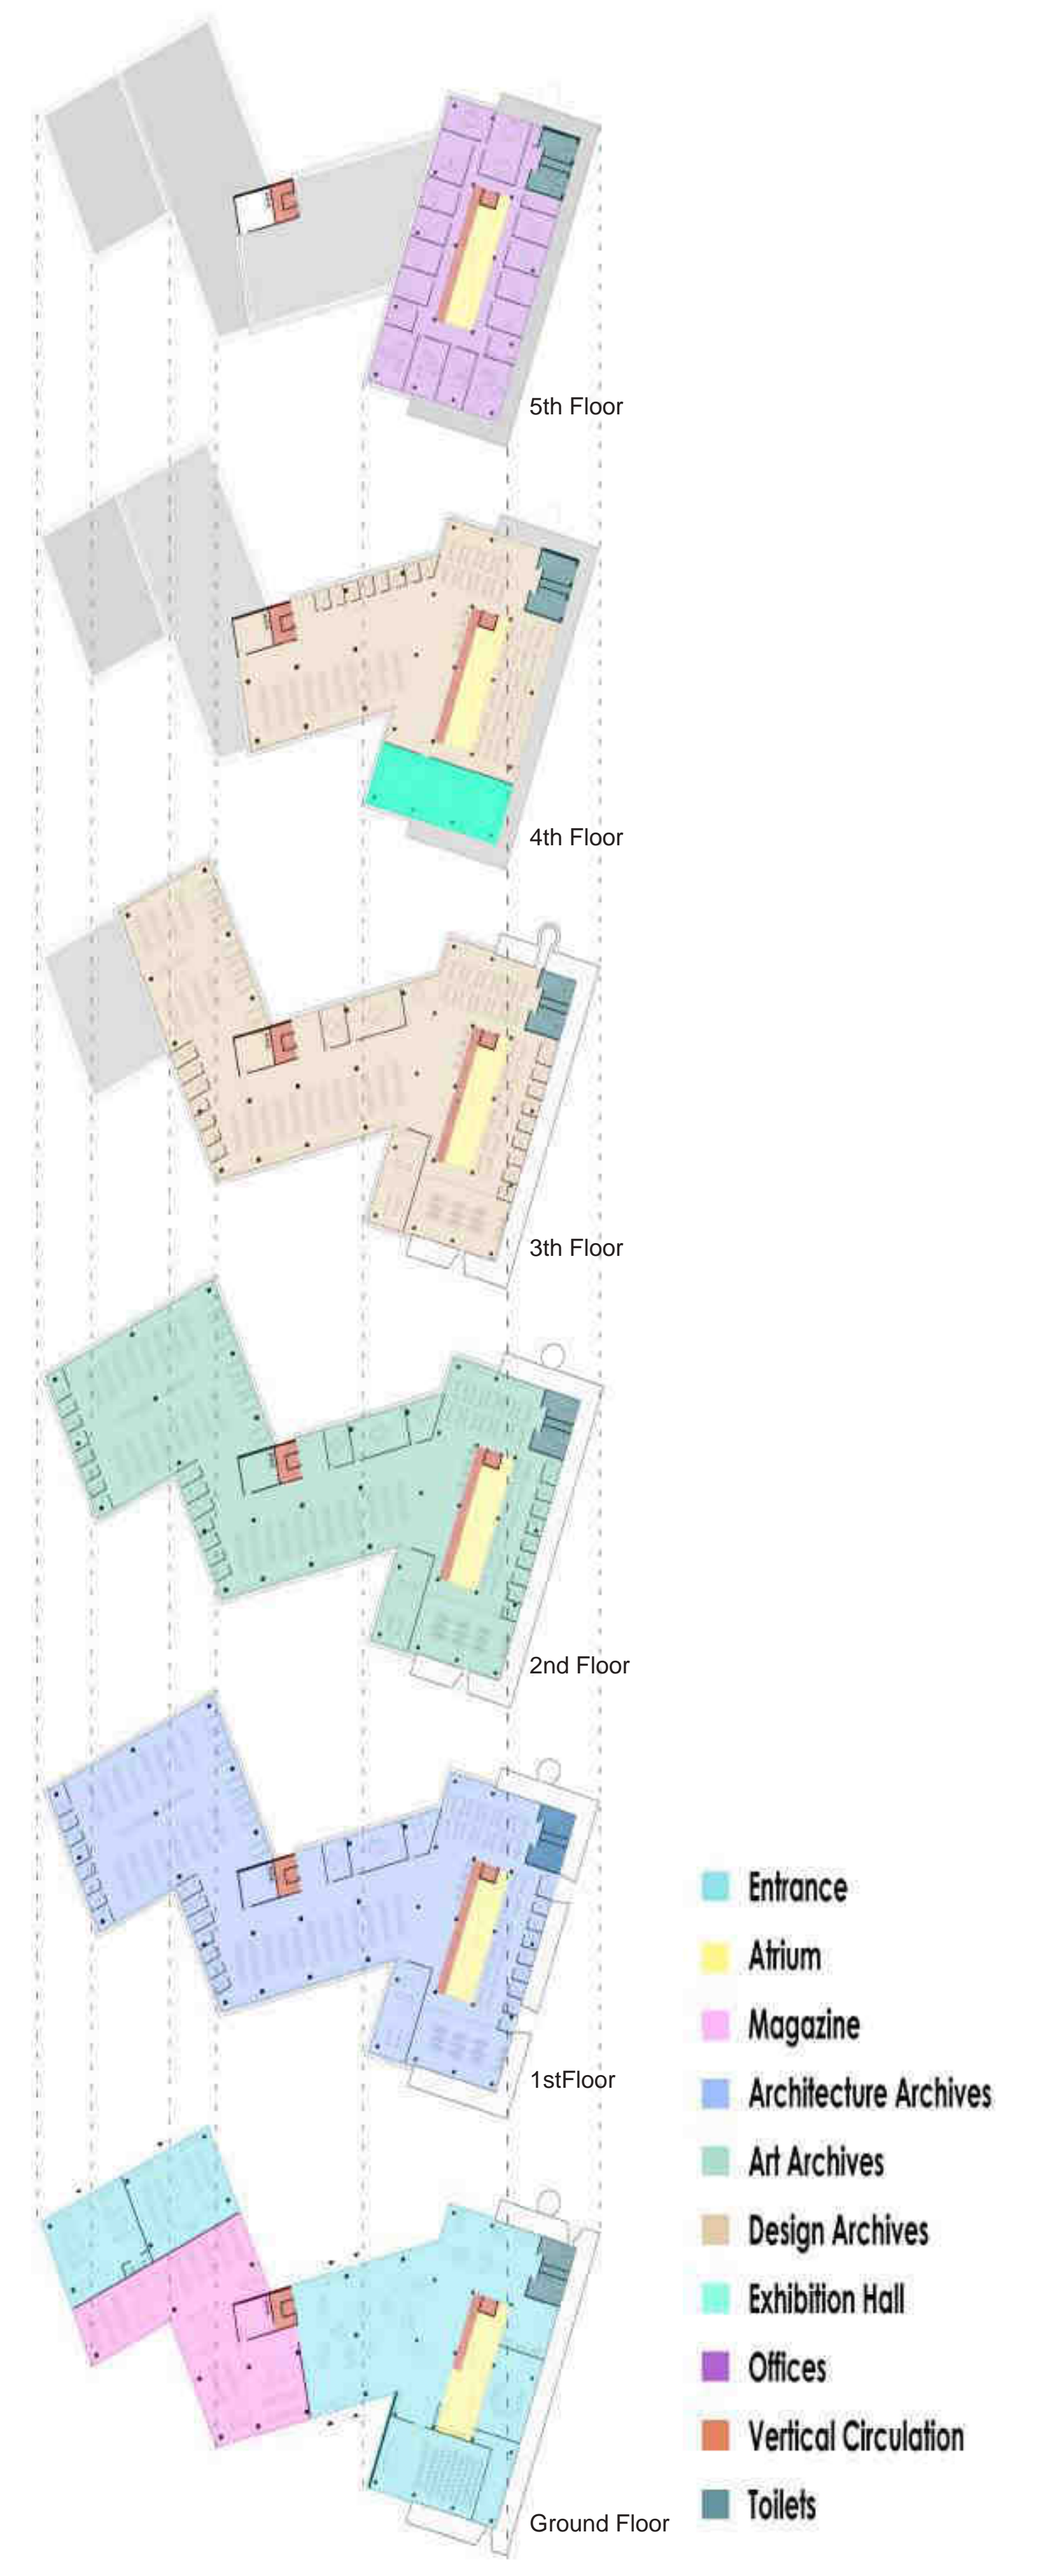 5th Floor
4th Floor
3th Floor
2nd Floor
1stFloor
Entrance
Atrium
Magazine
Architecture Archives
Art Archives
Design Archives
Exhibition Hall
Offices
Vertical Circulation
Toilets
Ground Floor